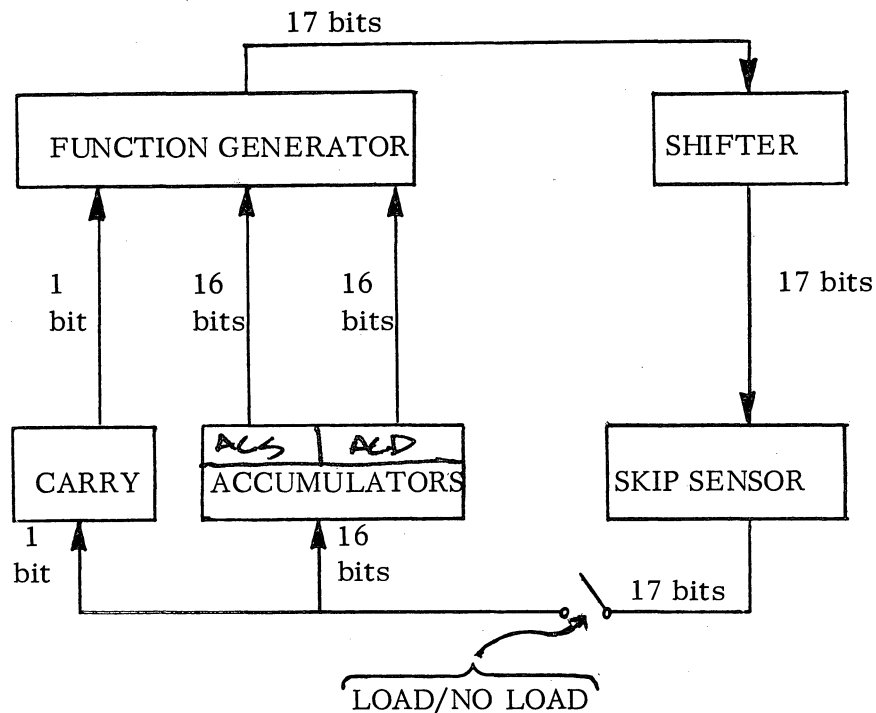 17 bits
FUNCTION GENERATOR
SHIFTER
1
bit
16
bits
16
bits
17 bits
ACS
ACD
CARRY
ACCUMULATORS
SKIP SENSOR
1
bit
16
bits
17 bits
LOAD/NO LOAD